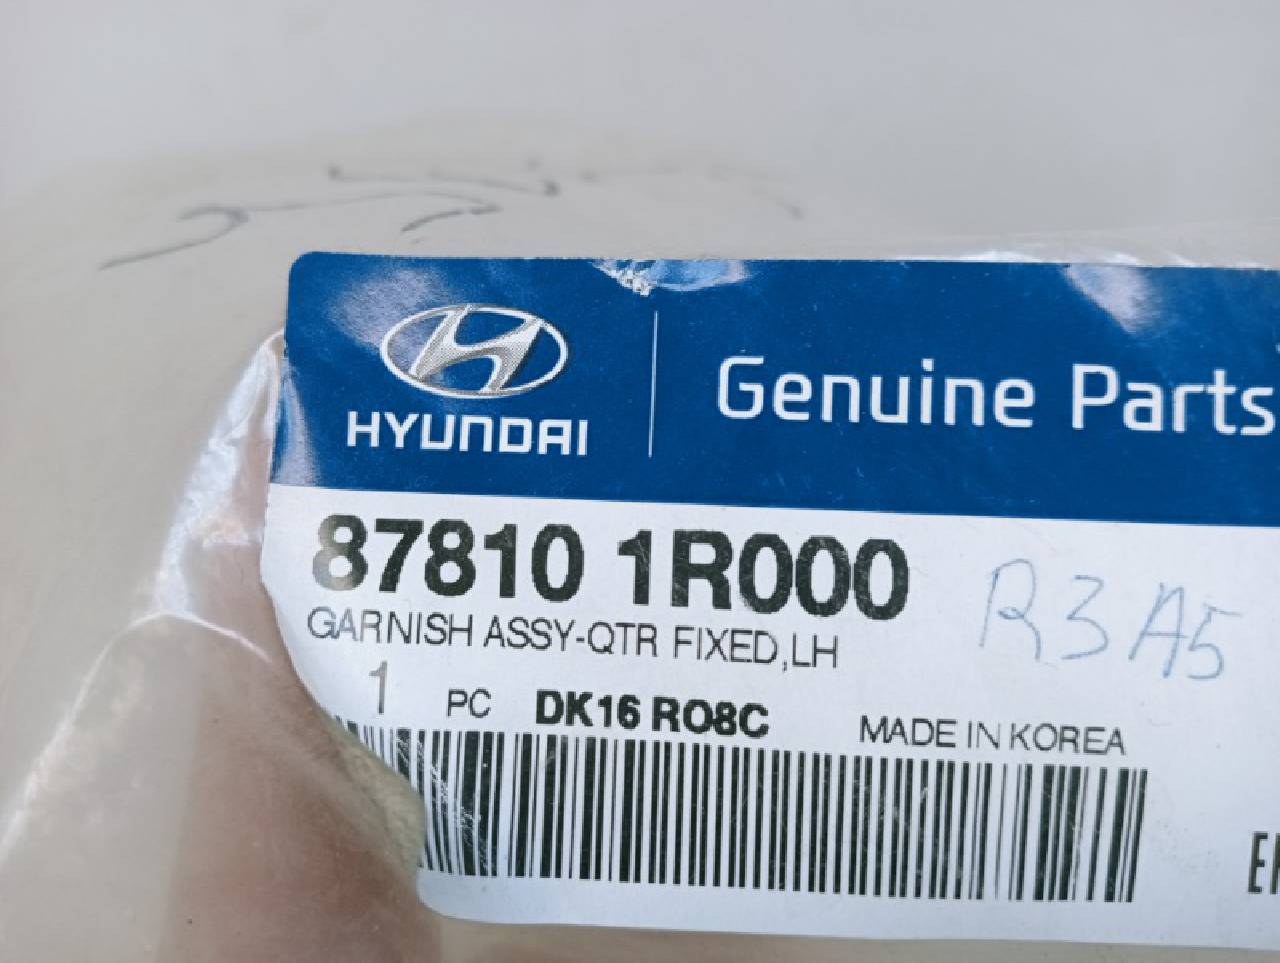 HYUNDAI
Genuine Parts
87810 1R000
R3A5
GARNISH ASSY-QTR FIXED,LH
1 PC DK16 RO8C MADE IN KOREA